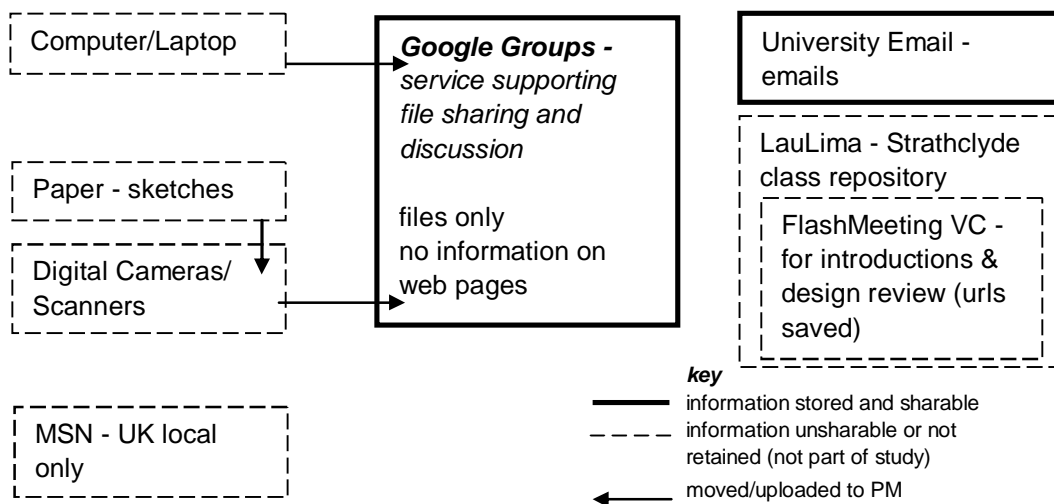 Computer/Laptop
Paper - sketches
Digital Cameras/
Scanners
MSN - UK local
only
Google Groups -
service supporting
file sharing and
discussion
files only
no information on
web pages
University Email -
emails
LauLima - Strathclyde
class repository
FlashMeeting VC -
for introductions &
design review (urls
saved)
key
information stored and sharable
information unsharable or not
retained (not part of study)
moved/uploaded to PM